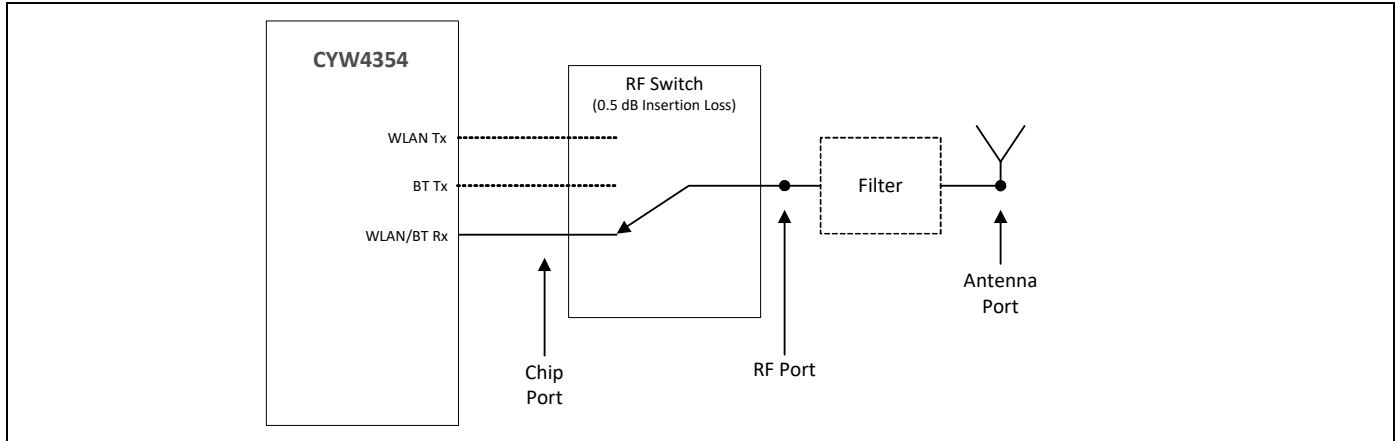 CYW4354
RF Switch
(0.5 dB Insertion Loss)
WLAN Tx
BT Tx
WLAN/BT Rx
Filter
Chip
Port
RF Port
Antenna
Port